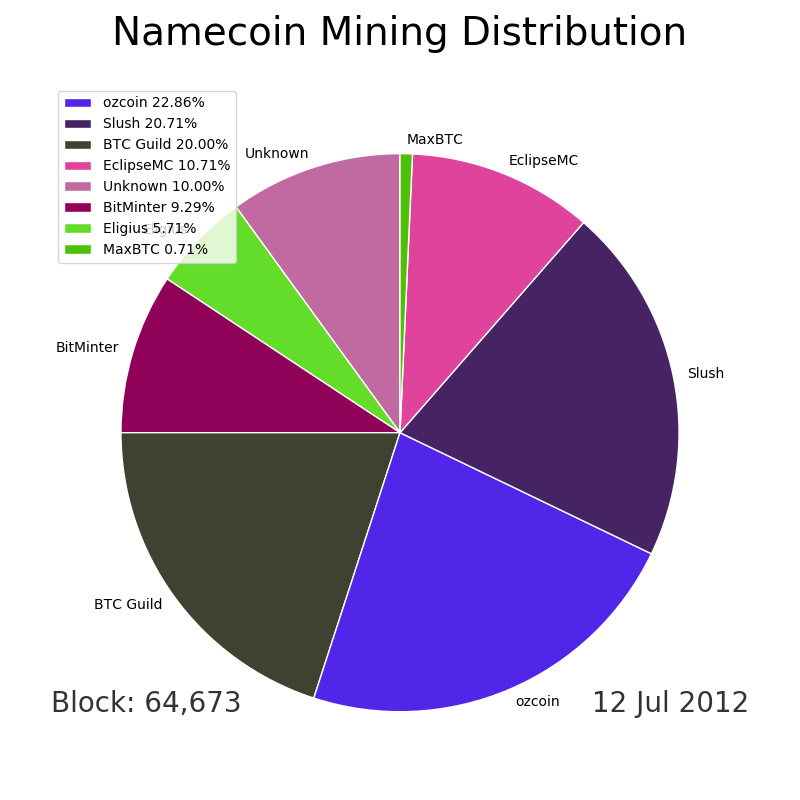 Namecoin Mining Distribution
ozcoin 22.86%
Slush 20.71%
BTC Guild 20.00%
EclipseMC 10.71%
Unknown 10.00%
BitMinter 9.29%
Eligius 5.71%
MaxBTC 0.71%
Unknown
MaxBTC
EclipseMC
BitMinter
Slush
BTC Guild
ozcoin
Block: 64,673
12 Jul 2012